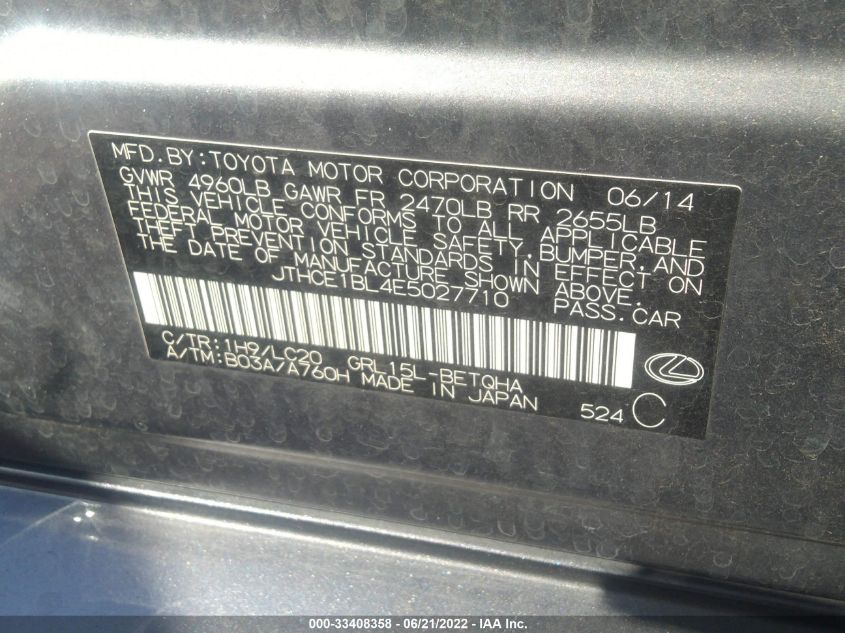 MFD.BY:TOYOTA MOTOR CORPORATION 06/14
GVWR 4960LB GAWR FR 2470LB RR 2655LB
THIS VEHICLE CONFORMS TO ALL APPLICABLE
FEDERAL MOTOR VEHICLE SAFETY,BUMPER,AND
THEFT PREVENTION STANDARDS IN EFFECT ON
THE DATE OF MANUFACTURE SHOWN ABOVE.
JTHCE1BL4E5027710 PASS.CAR
C/TR:1H9/LC20 GRL15L-BETQHA
A/TM:B03A/A760H MADE IN JAPAN 524 C
000-33408358 - 06/21/2022 - IAA Inc.